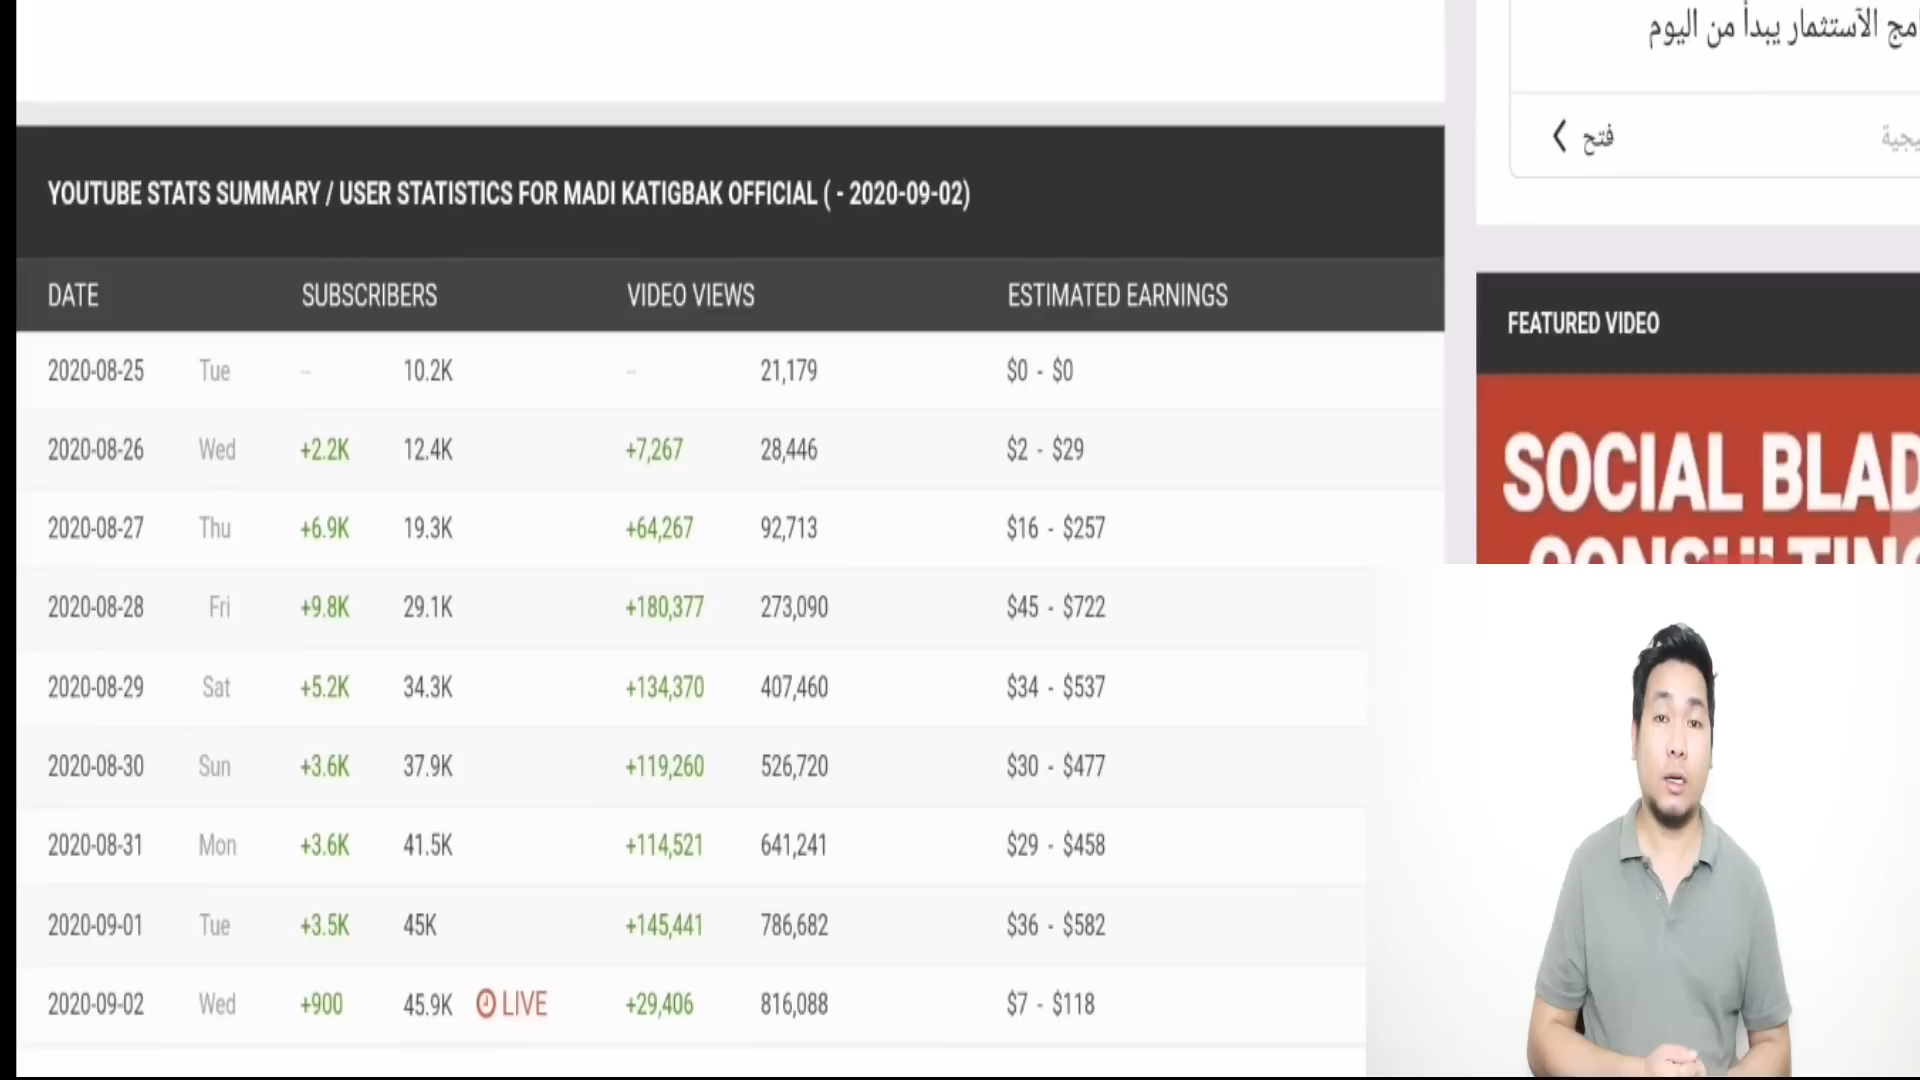 YOUTUBE STATS SUMMARY / USER STATISTICS FOR MADI KATIGBAK OFFICIAL ( - 2020-09-02)
DATE SUBSCRIBERS VIDEO VIEWS ESTIMATED EARNINGS
2020-08-25 Tue – 10.2K – 21,179 $0 - $0
2020-08-26 Wed +2.2K 12.4K +7,267 28,446 $2 - $29
2020-08-27 Thu +6.9K 19.3K +64,267 92,713 $16 - $257
2020-08-28 Fri +9.8K 29.1K +180,377 273,090 $45 - $722
2020-08-29 Sat +5.2K 34.3K +134,370 407,460 $34 - $537
2020-08-30 Sun +3.6K 37.9K +119,260 526,720 $30 - $477
2020-08-31 Mon +3.6K 41.5K +114,521 641,241 $29 - $458
2020-09-01 Tue +3.5K 45K +145,441 786,682 $36 - $582
2020-09-02 Wed +900 45.9K LIVE +29,406 816,088 $7 - $118
الآستثمار يبدأ من اليوم
فتح
FEATURED VIDEO
SOCIAL BLAD